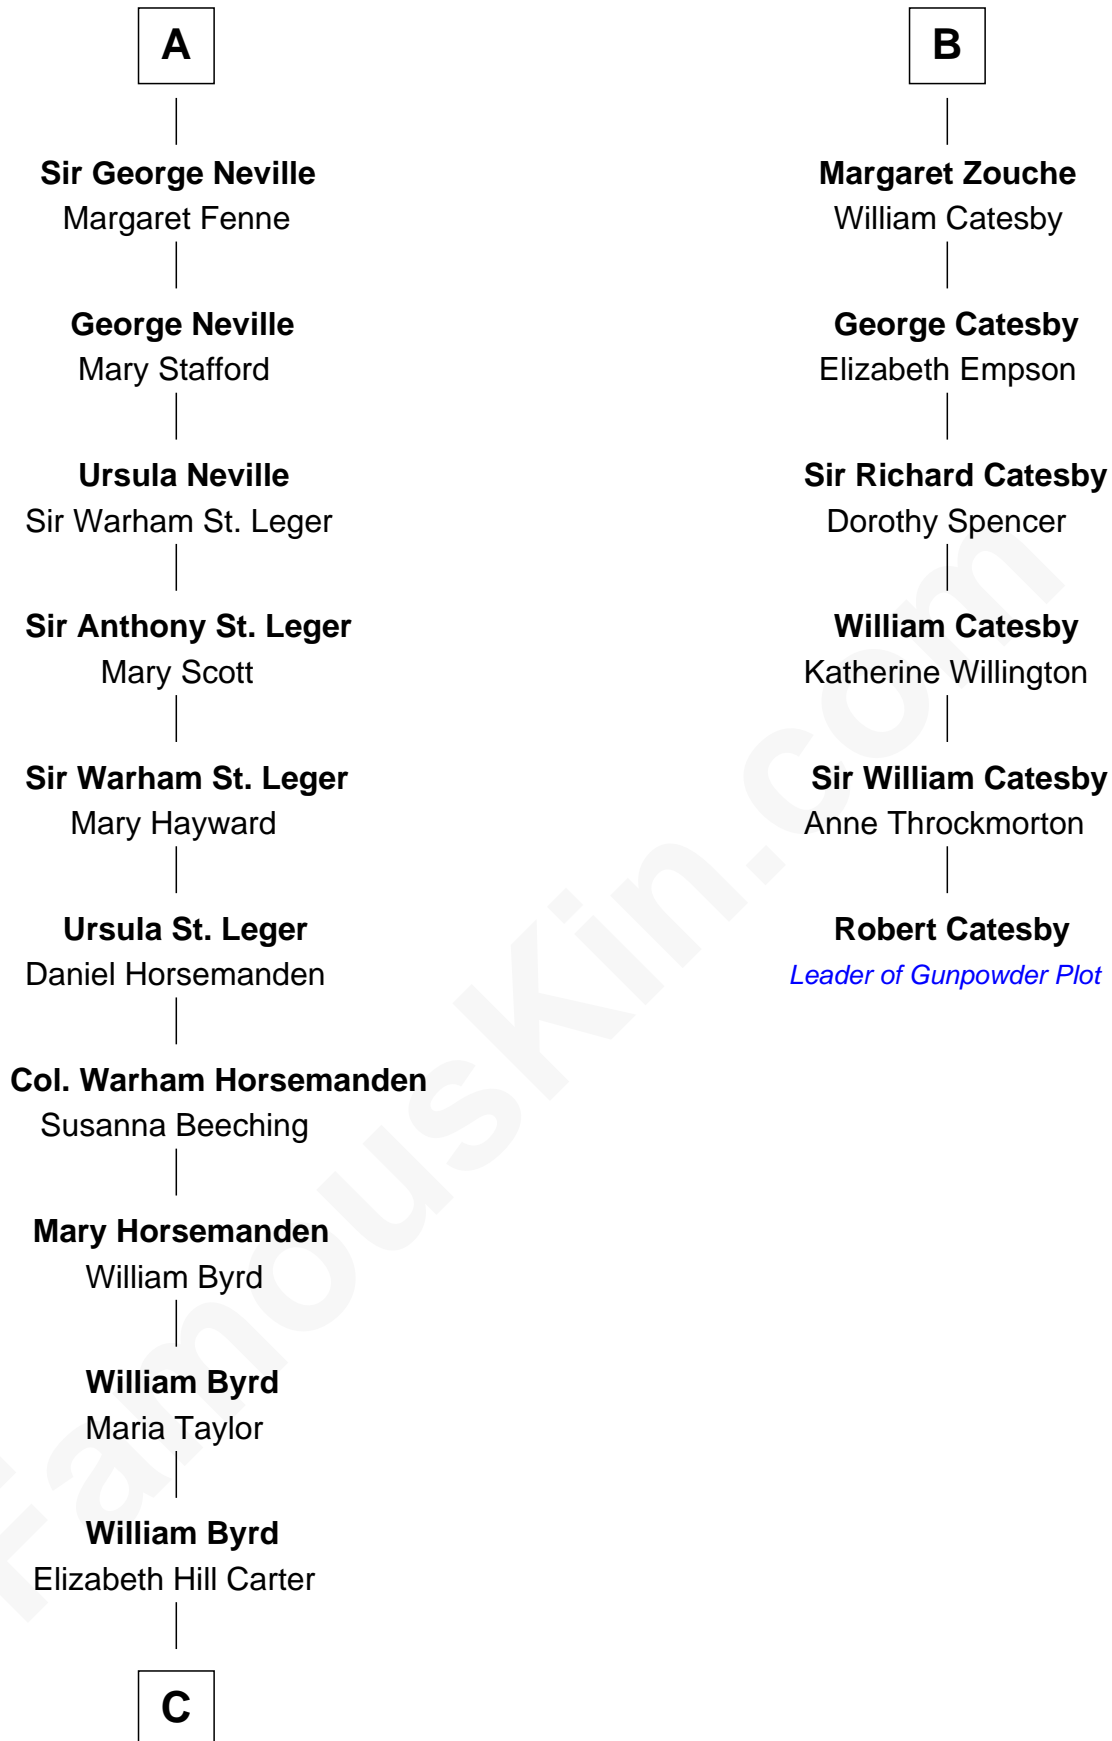 A
Sir George Neville
Margaret Fenne
George Neville
Mary Stafford
Ursula Neville
Sir Warham St. Leger
Sir Anthony St. Leger
Mary Scott
Sir Warham St. Leger
Mary Hayward
Ursula St. Leger
Daniel Horsemanden
Col. Warham Horsemanden
Susanna Beeching
Mary Horsemanden
William Byrd
William Byrd
Maria Taylor
William Byrd
Elizabeth Hill Carter
C
B
Margaret Zouche
William Catesby
George Catesby
Elizabeth Empson
Sir Richard Catesby
Dorothy Spencer
William Catesby
Katherine Willington
Sir William Catesby
Anne Throckmorton
Robert Catesby
Leader of Gunpowder Plot
FamousKin.com